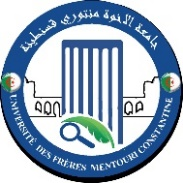 جامعة الاخوة منتوري قسنطينة
UNIVERSITÉ DES FRÈRES MENTOURI CONSTANTINE